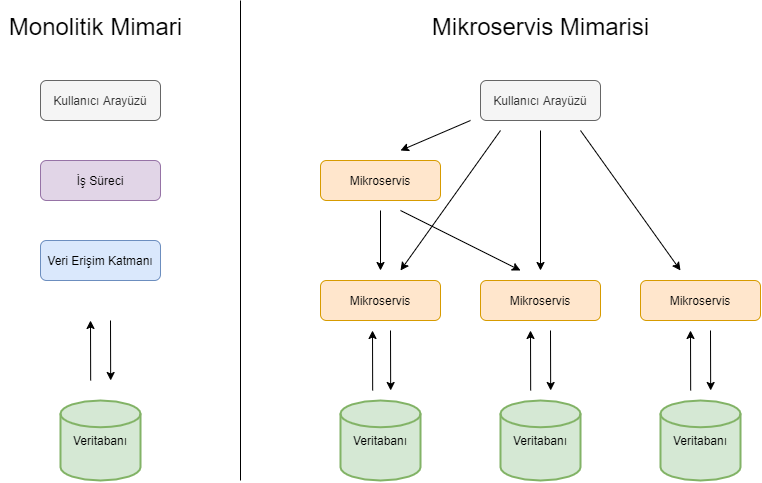 Monolitik Mimari
Kullanıcı Arayüzü
İş Süreci
Veri Erişim Katmanı
Veritabanı
Mikroservis Mimarisi
Kullanıcı Arayüzü
Mikroservis
Mikroservis
Mikroservis
Mikroservis
Veritabanı
Veritabanı
Veritabanı